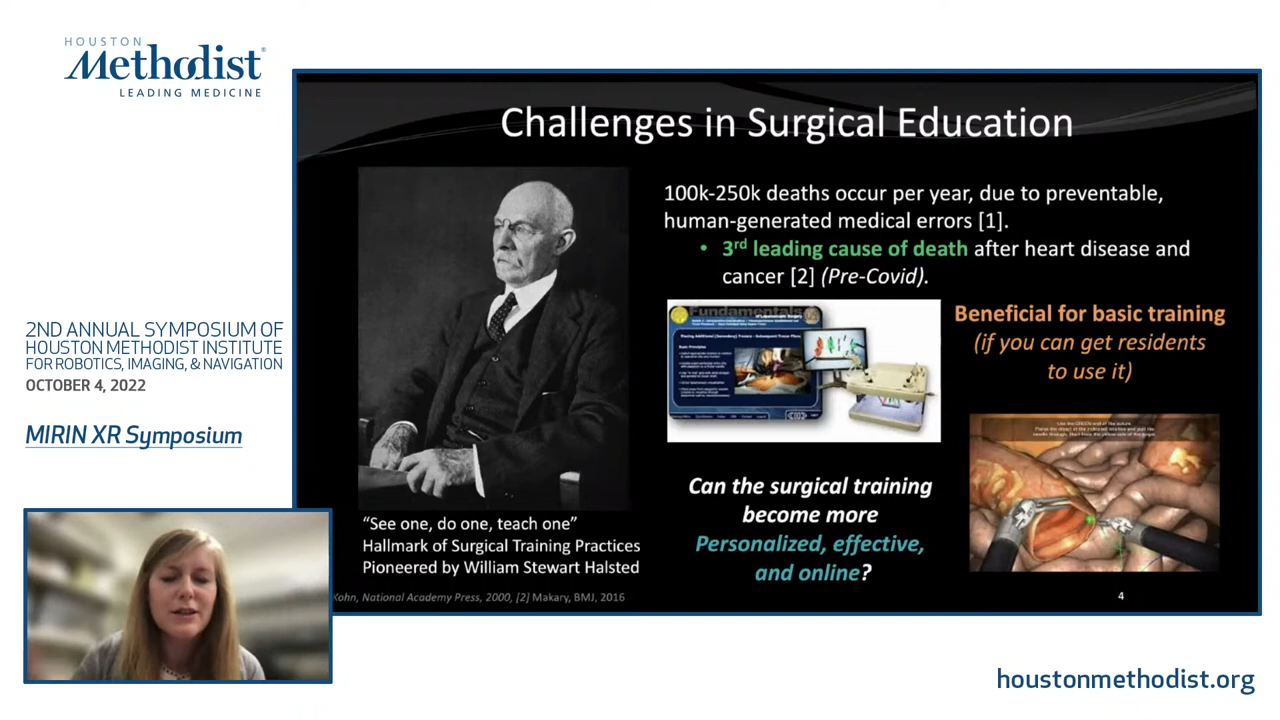 HOUSTON
Methodist
LEADING MEDICINE
2ND ANNUAL SYMPOSIUM OF
HOUSTON METHODIST INSTITUTE
FOR ROBOTICS, IMAGING, & NAVIGATION
OCTOBER 4, 2022
MIRIN XR Symposium
Challenges in Surgical Education
100k-250k deaths occur per year, due to preventable,
human-generated medical errors [1].
• 3rd leading cause of death after heart disease and
cancer [2] (Pre-Covid).
Fundamentals
Beneficial for basic training
(if you can get residents
to use it)
"See one, do one, teach one"
Hallmark of Surgical Training Practices
Pioneered by William Stewart Halsted
Can the surgical training
become more
Personalized, effective,
and online?
Kohn, National Academy Press, 2000, [2] Makary, BMJ, 2016
4
houstonmethodist.org